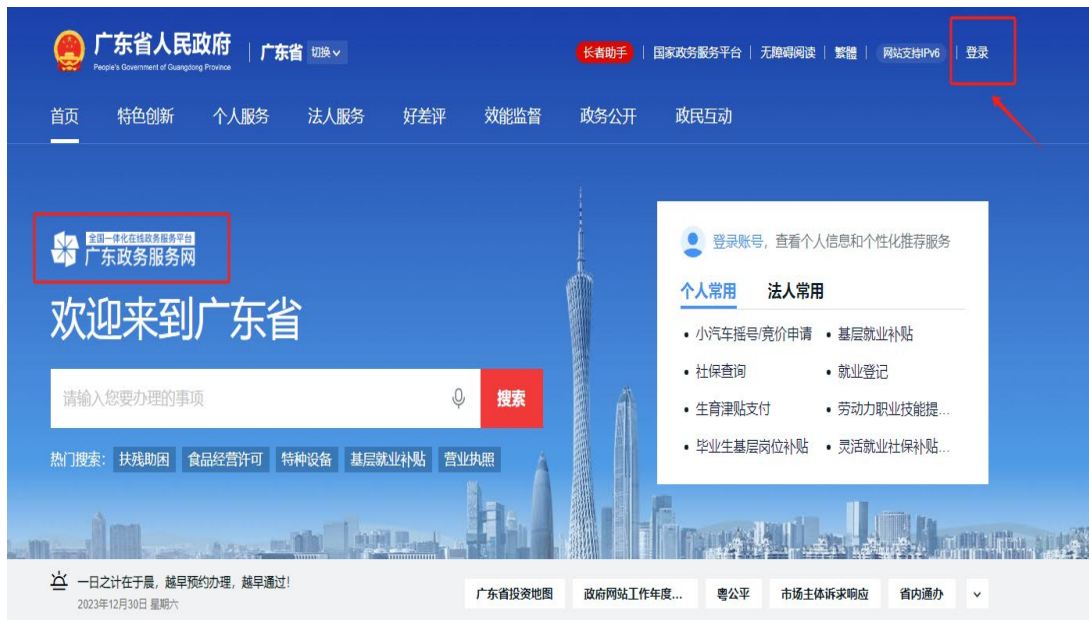 广东省人民政府 广东省 切换
People's Government of Guangdong Province
长者助手 国家政务服务平台 无障碍阅读 繁體 网站支持IPv6 登录
首页 特色创新 个人服务 法人服务 好差评 效能监督 政务公开 政民互动
全国一体化在线政务服务平台
广东政务服务网
欢迎来到广东省
请输入您要办理的事项 搜索
热门搜索: 扶残助困 食品经营许可 特种设备 基层就业补贴 营业执照
登录账号,查看个人信息和个性化推荐服务
个人常用 法人常用
• 小汽车摇号/竞价申请 • 基层就业补贴
• 社保查询 • 就业登记
• 生育津贴支付 • 劳动力职业技能提...
• 毕业生基层岗位补贴 • 灵活就业社保补贴...
一日之计在于晨,越早预约办理,越早通过!
2023年12月30日 星期六
广东省投资地图 政府网站工作年度... 粤公平 市场主体诉求响应 省内通办